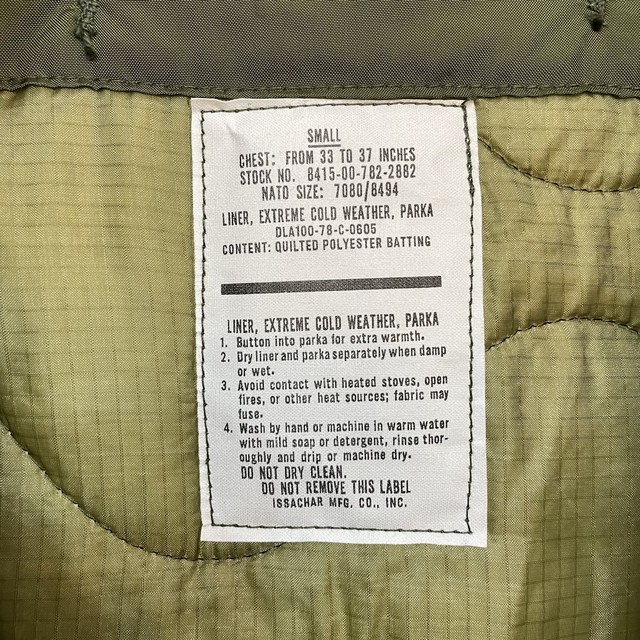 SMALL
CHEST: FROM 33 TO 37 INCHES
STOCK NO. 8415-00-782-2882
NATO SIZE: 7080/8494
LINER, EXTREME COLD WEATHER, PARKA
DLA100-78-C-0605
CONTENT: QUILTED POLYESTER BATTING
LINER, EXTREME COLD WEATHER, PARKA
1. Button into parka for extra warmth.
2. Dry liner and parka separately when damp
or wet.
3. Avoid contact with heated stoves, open
fires, or other heat sources; fabric may
fuse.
4. Wash by hand or machine in warm water
with mild soap or detergent, rinse thor-
oughly and drip or machine dry.
DO NOT DRY CLEAN.
DO NOT REMOVE THIS LABEL
ISSACHAR MFG. CO., INC.